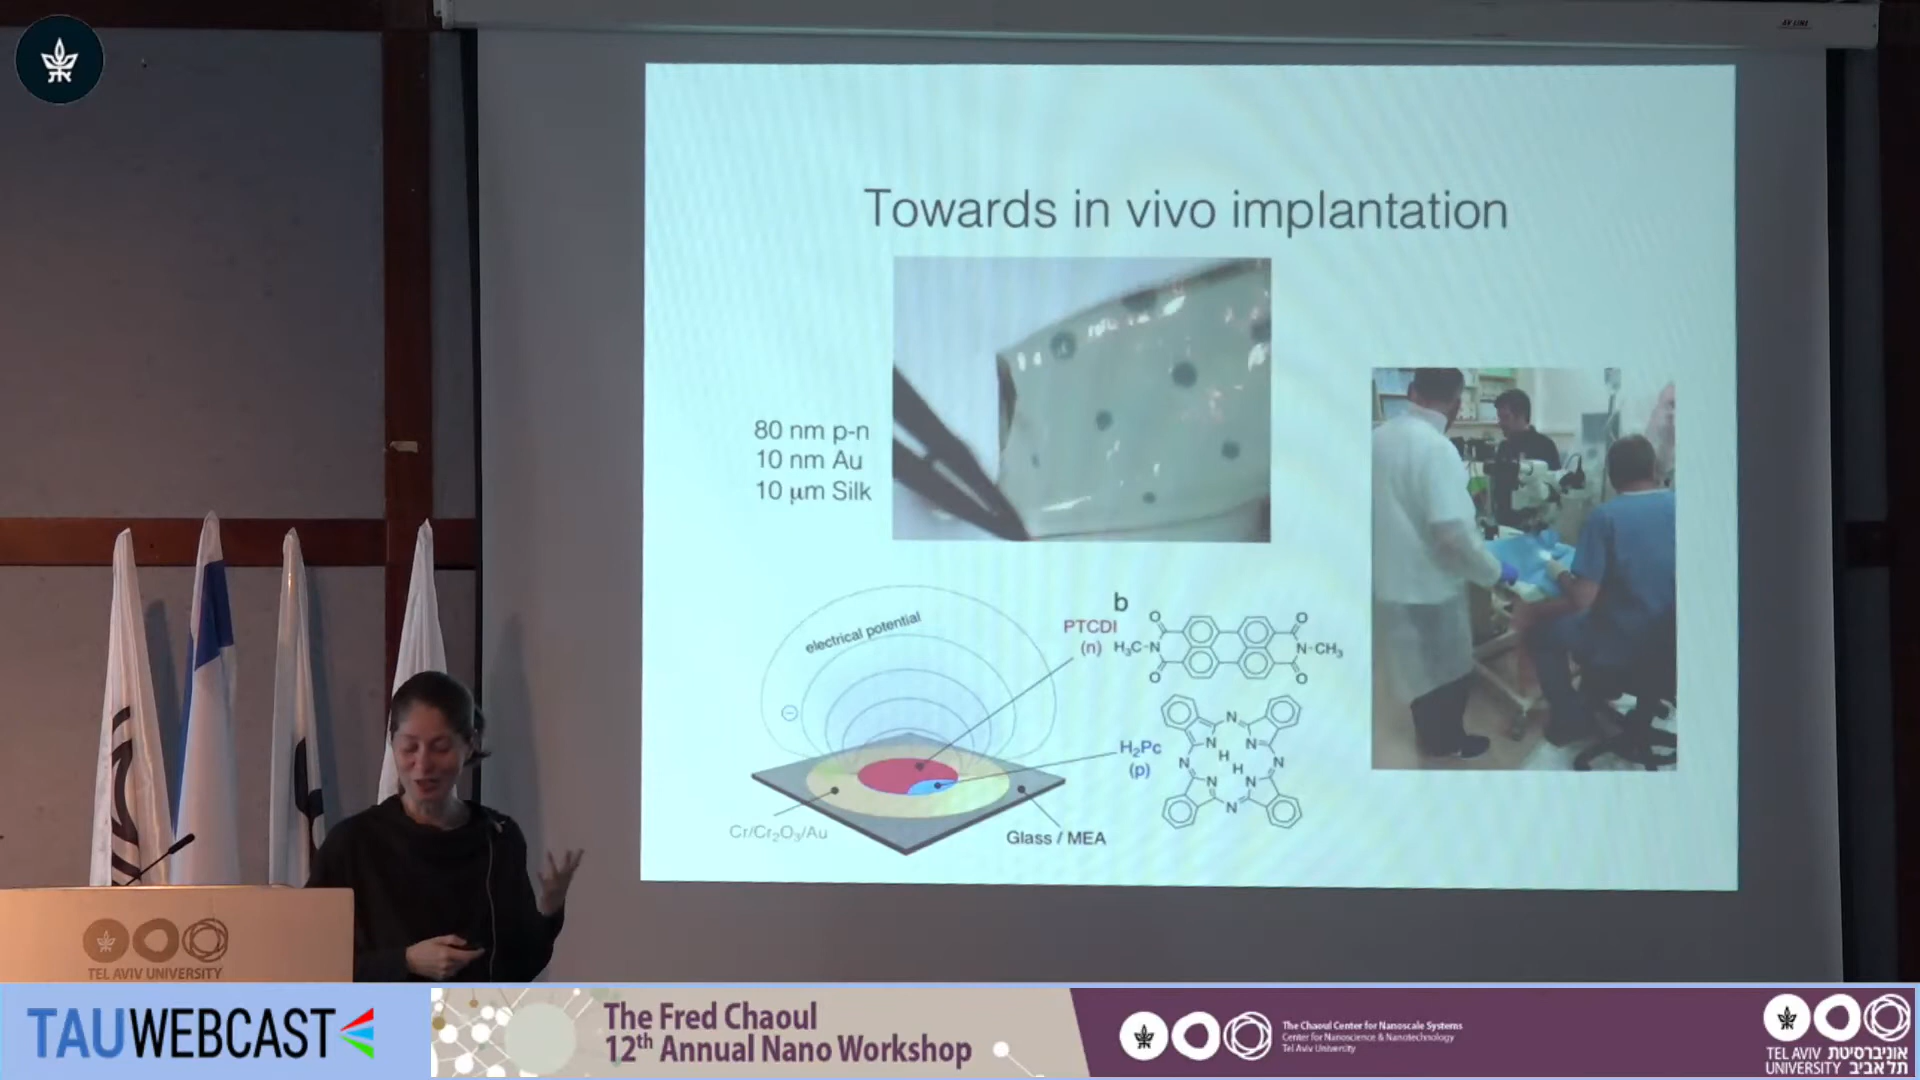 AV LINE
Towards in vivo implantation
80 nm p-n
10 nm Au
10 μm Silk
electrical potential
b
PTCDI
(n)
H₃C-N
N-CH₃
O
O
O
O
H₂Pc
(p)
N
N
N
H
N
N
H
N
N
N
Cr/Cr₂O₃/Au
Glass / MEA
TEL AVIV UNIVERSITY
TAUWEBCAST
The Fred Chaoul
12th Annual Nano Workshop
The Chaoul Center for Nanoscale Systems
Center for Nanoscience & Nanotechnology
Tel Aviv University
TEL AVIV אוניברסיטת
UNIVERSITY תל אביב